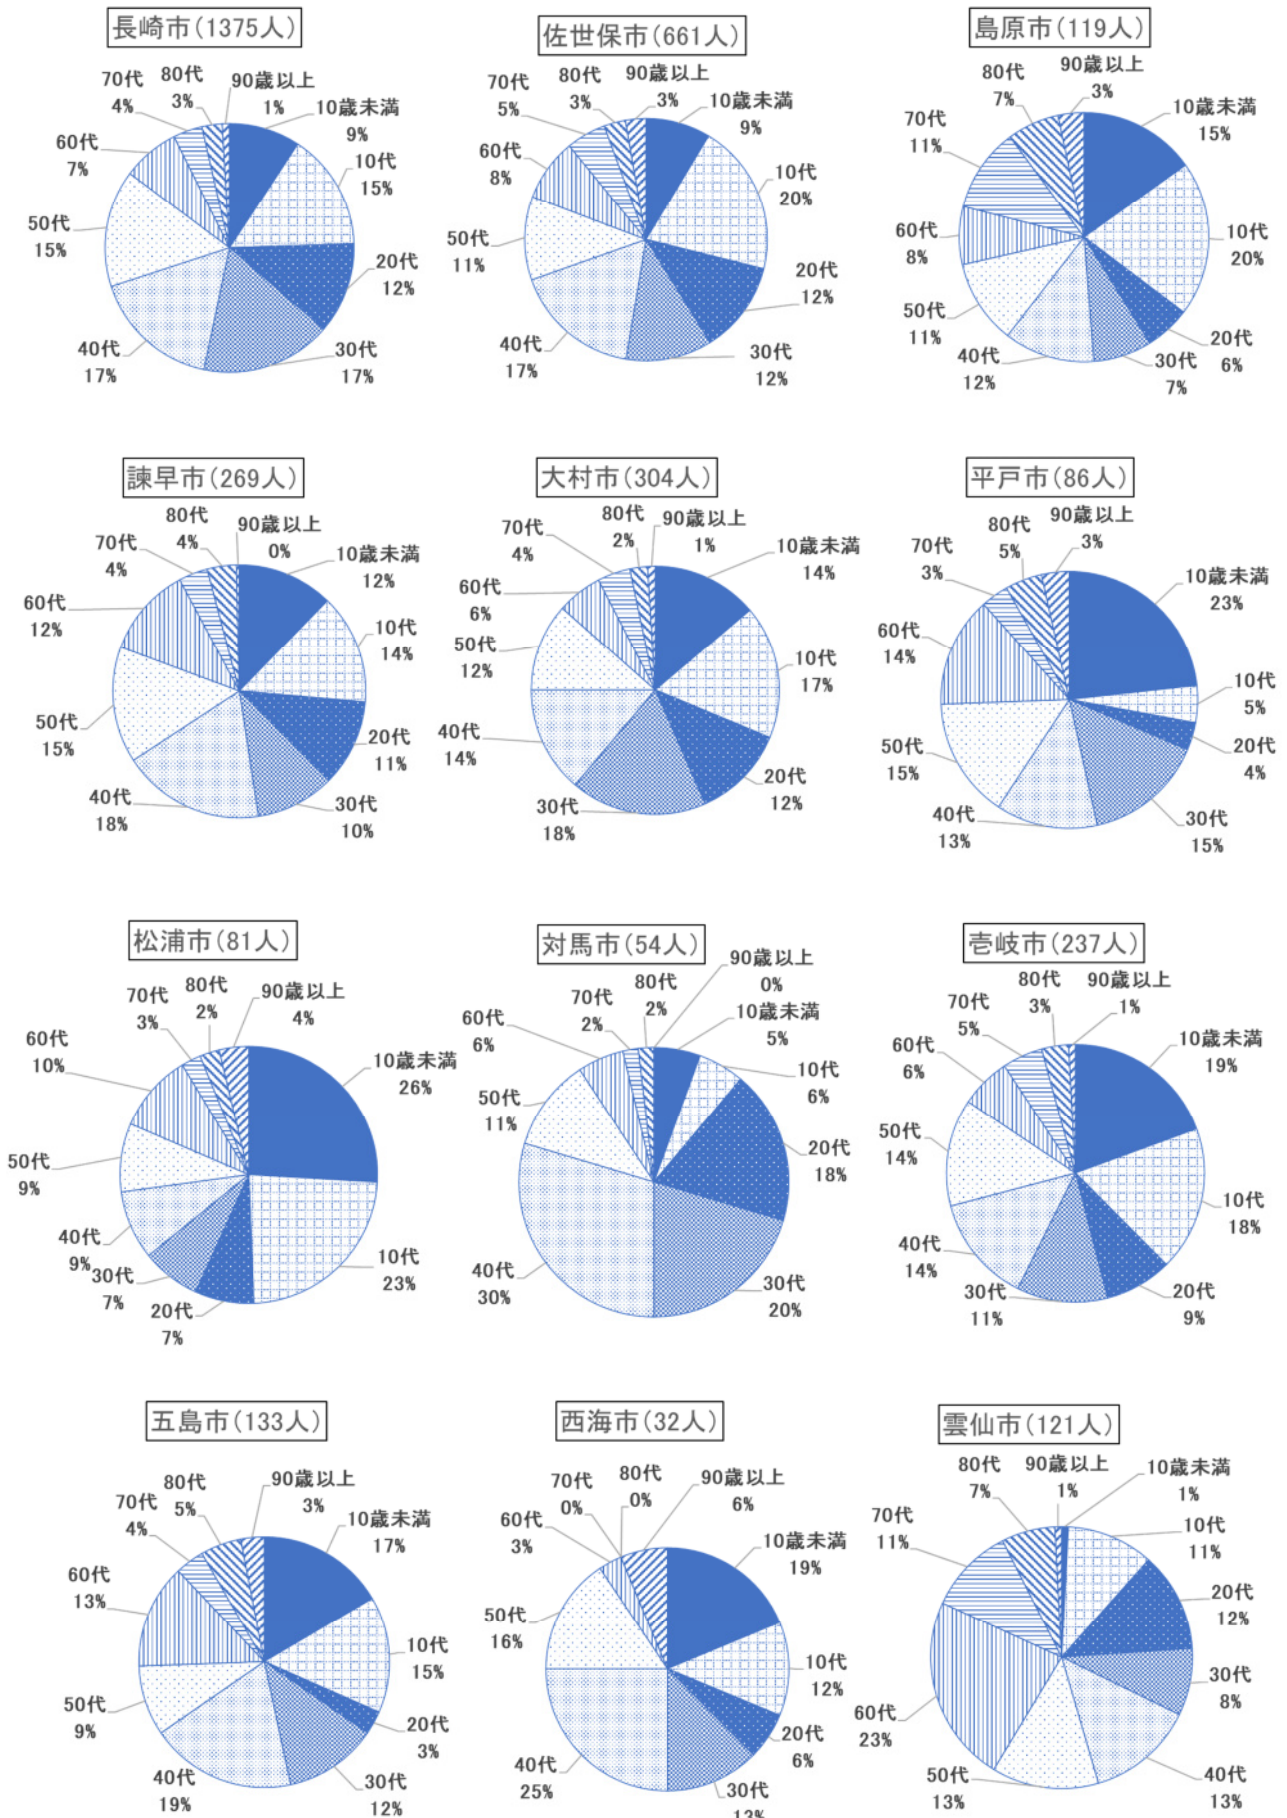 長崎市(1375人)
90歳以上
1%
10歳未満
9%
10代
15%
20代
12%
30代
17%
40代
17%
50代
15%
60代
7%
70代
4%
80代
3%
佐世保市(661人)
90歳以上
3%
10歳未満
9%
10代
20%
20代
12%
30代
12%
40代
17%
50代
11%
60代
8%
70代
5%
80代
3%
島原市(119人)
90歳以上
3%
10歳未満
15%
10代
20%
20代
6%
30代
7%
40代
12%
50代
11%
60代
8%
70代
11%
80代
7%
諫早市(269人)
90歳以上
0%
10歳未満
12%
10代
14%
20代
11%
30代
10%
40代
18%
50代
15%
60代
12%
70代
4%
80代
4%
大村市(304人)
90歳以上
1%
10歳未満
14%
10代
17%
20代
12%
30代
18%
40代
14%
50代
12%
60代
6%
70代
4%
80代
2%
平戸市(86人)
90歳以上
3%
10歳未満
23%
10代
5%
20代
4%
30代
15%
40代
13%
50代
15%
60代
14%
70代
3%
80代
5%
松浦市(81人)
90歳以上
4%
10歳未満
26%
10代
23%
20代
7%
30代
7%
40代
9%
50代
9%
60代
10%
70代
3%
80代
2%
対馬市(54人)
90歳以上
0%
10歳未満
5%
10代
6%
20代
18%
30代
20%
40代
30%
50代
11%
60代
6%
70代
2%
80代
2%
壱岐市(237人)
90歳以上
1%
10歳未満
19%
10代
18%
20代
9%
30代
11%
40代
14%
50代
14%
60代
6%
70代
5%
80代
3%
五島市(133人)
90歳以上
3%
10歳未満
17%
10代
15%
20代
3%
30代
12%
40代
19%
50代
9%
60代
13%
70代
4%
80代
5%
西海市(32人)
90歳以上
6%
10歳未満
19%
10代
12%
20代
6%
30代
13%
40代
25%
50代
16%
60代
3%
70代
0%
80代
0%
雲仙市(121人)
90歳以上
1%
10歳未満
1%
10代
11%
20代
12%
30代
8%
40代
13%
50代
13%
60代
23%
70代
11%
80代
7%